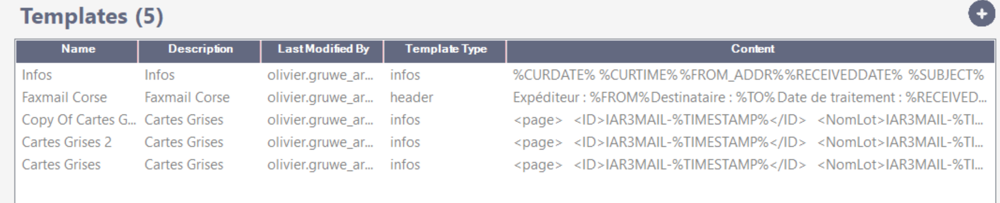 Templates (5)
Name Description Last Modified By Template Type Content
Infos Infos olivier.gruwe_ar... infos %CURDATE% %CURTIME% %FROM_ADDR% %RECEIVEDDATE% %SUBJECT%
Faxmail Corse Faxmail Corse olivier.gruwe_ar... header Expéditeur : %FROM% Destinataire : %TO% Date de traitement : %RECEIVED...
Copy Of Cartes G... Cartes Grises olivier.gruwe_ar... infos <page> <ID>IAR3MAIL-%TIMESTAMP%</ID> <NomLot>IAR3MAIL-%TI...
Cartes Grises 2 Cartes Grises olivier.gruwe_ar... infos <page> <ID>IAR3MAIL-%TIMESTAMP%</ID> <NomLot>IAR3MAIL-%TI...
Cartes Grises Cartes Grises olivier.gruwe_ar... infos <page> <ID>IAR3MAIL-%TIMESTAMP%</ID> <NomLot>IAR3MAIL-%TI...